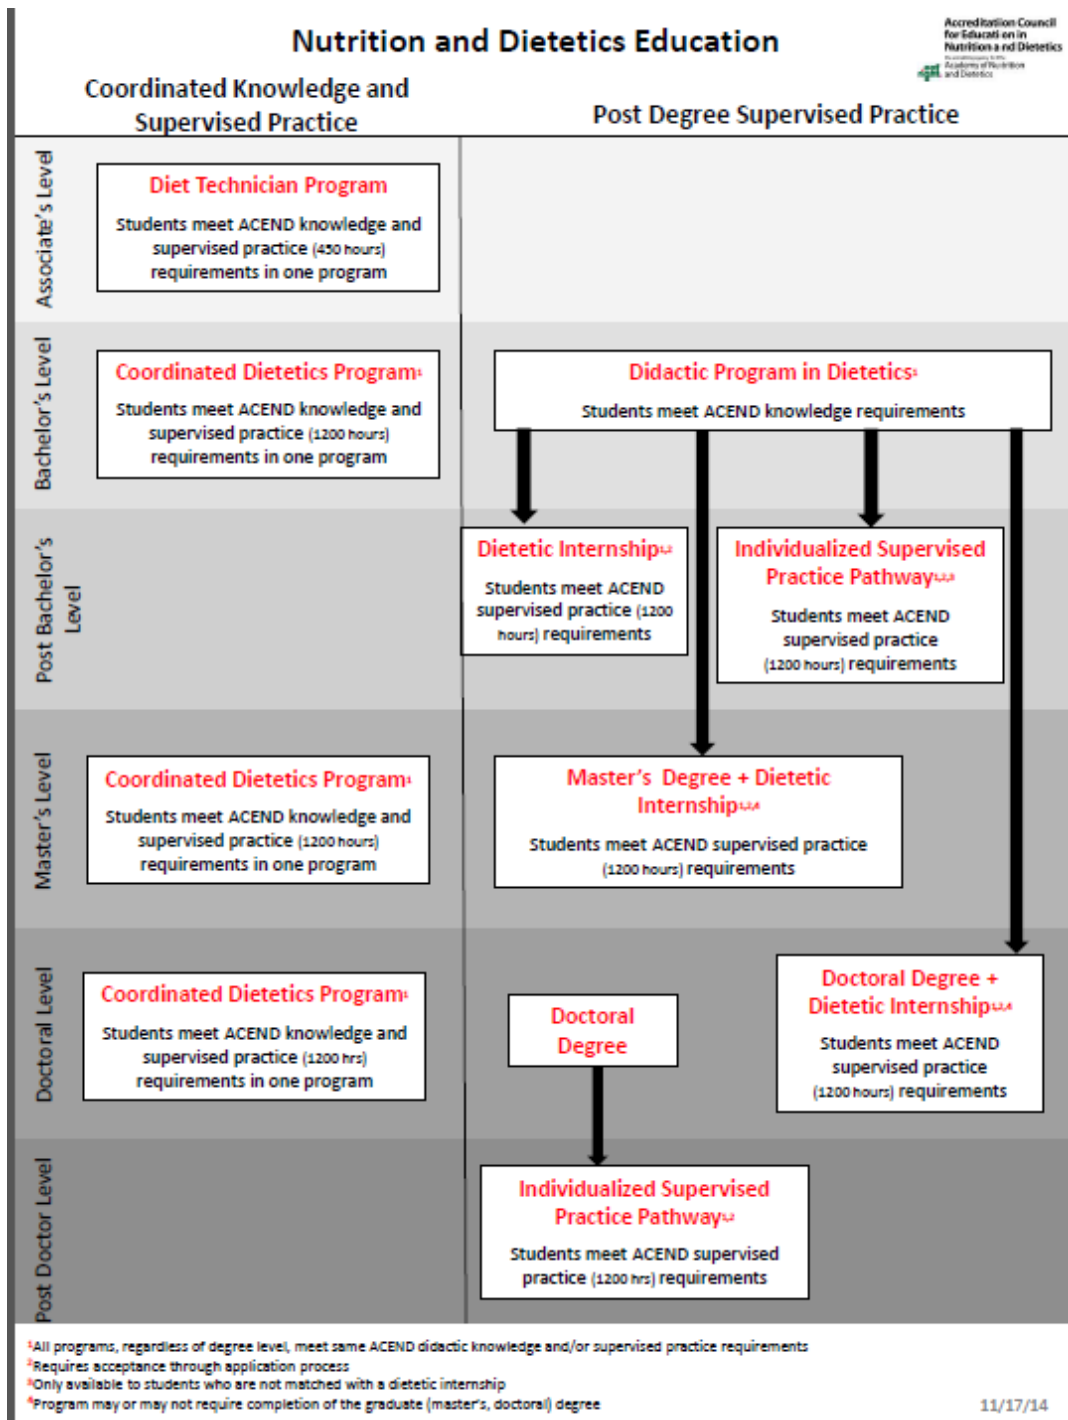 Nutrition and Dietetics Education
Accreditatiion Council
for Education in
Nutrition and Dietetics
Academy of Nutrition
and Dietetics
Coordinated Knowledge and
Supervised Practice
Post Degree Supervised Practice
Associate's Level
Diet Technician Program
Students meet ACEND knowledge and
supervised practice (450 hours)
requirements in one program
Bachelor's Level
Coordinated Dietetics Program¹
Students meet ACEND knowledge and
supervised practice (1200 hours)
requirements in one program
Didactic Program in Dietetics¹
Students meet ACEND knowledge requirements
Post Bachelor's
Level
Dietetic Internship¹,²
Students meet ACEND
supervised practice (1200
hours) requirements
Individualized Supervised
Practice Pathway¹,²,³
Students meet ACEND
supervised practice
(1200 hours) requirements
Master's Level
Coordinated Dietetics Program¹
Students meet ACEND knowledge and
supervised practice (1200 hours)
requirements in one program
Master's Degree + Dietetic
Internship¹,²,⁴
Students meet ACEND supervised practice
(1200 hours) requirements
Doctoral Level
Coordinated Dietetics Program¹
Students meet ACEND knowledge and
supervised practice (1200 hrs)
requirements in one program
Doctoral
Degree
Doctoral Degree +
Dietetic Internship¹,²,⁴
Students meet ACEND
supervised practice
(1200 hours) requirements
Post Doctor Level
Individualized Supervised
Practice Pathway¹,²
Students meet ACEND supervised
practice (1200 hrs) requirements
¹All programs, regardless of degree level, meet same ACEND didactic knowledge and/or supervised practice requirements
²Requires acceptance through application process
³Only available to students who are not matched with a dietetic internship
⁴Program may or may not require completion of the graduate (master's, doctoral) degree
11/17/14